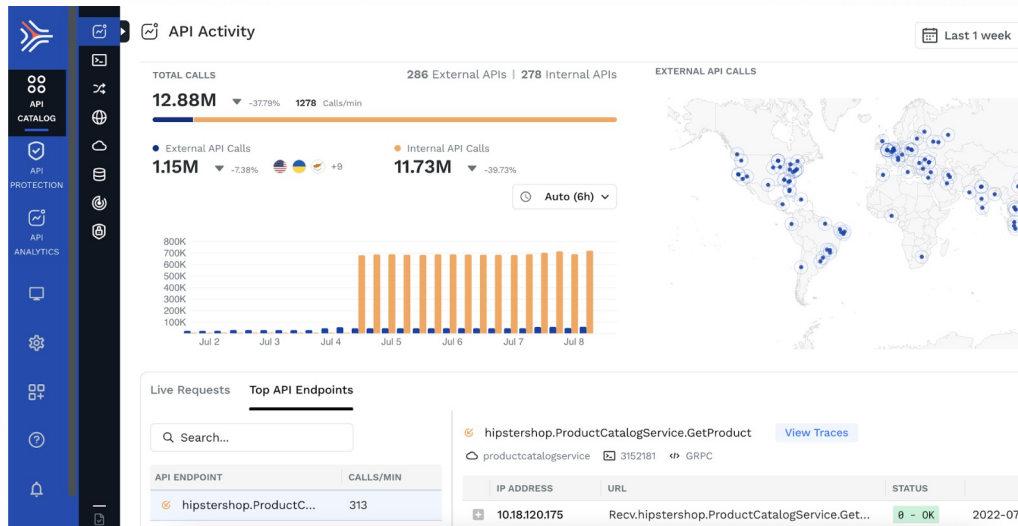 API Activity
Last 1 week
API
CATALOG
API
PROTECTION
API
ANALYTICS
TOTAL CALLS
286 External APIs | 278 Internal APIs
12.88M -37.79% 1278 Calls/min
External API Calls
1.15M -7.38% +9
Internal API Calls
11.73M -39.73%
Auto (6h)
800K
700K
600K
500K
400K
300K
200K
100K
Jul 2 Jul 3 Jul 4 Jul 5 Jul 6 Jul 7 Jul 8
EXTERNAL API CALLS
Live Requests Top API Endpoints
Search...
API ENDPOINT CALLS/MIN
hipstershop.ProductC... 313
hipstershop.ProductCatalogService.GetProduct View Traces
productcatalogservice 3152181 GRPC
IP ADDRESS URL STATUS
10.18.120.175 Recv.hipstershop.ProductCatalogService.Get... 0 - OK 2022-07